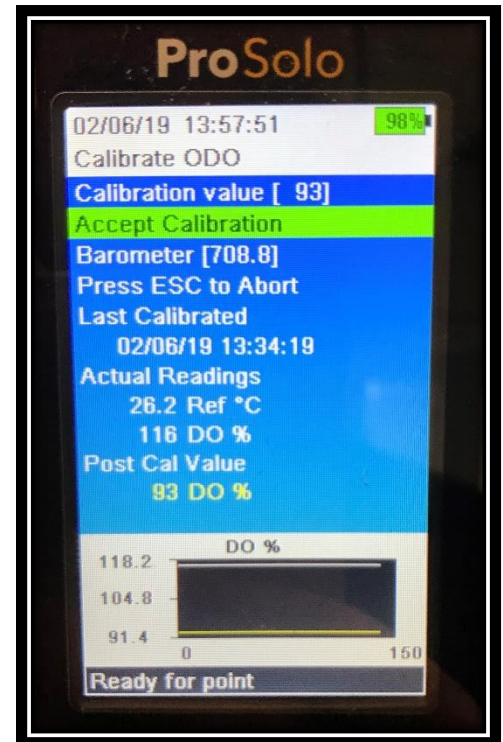 ProSolo
02/06/19 13:57:51 98%
Calibrate ODO
Calibration value [ 93]
Accept Calibration
Barometer [708.8]
Press ESC to Abort
Last Calibrated
02/06/19 13:34:19
Actual Readings
26.2 Ref °C
116 DO %
Post Cal Value
93 DO %
DO %
118.2
104.8
91.4
0 150
Ready for point